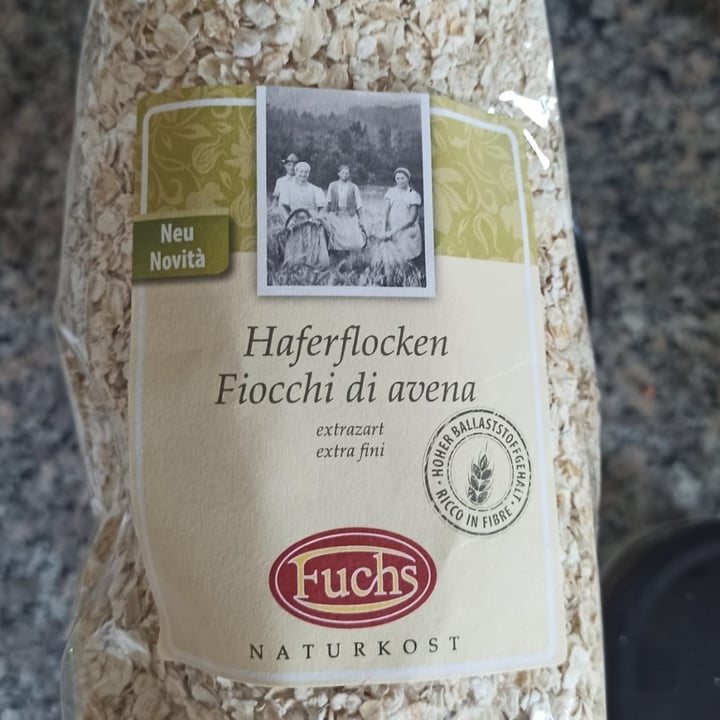 Neu
Novità
Haferflocken
Fiocchi di avena
extrazart
extra fini
HOHER BALLASTSTOFFGEHALT
RICCO IN FIBRE
Fuchs
NATURKOST